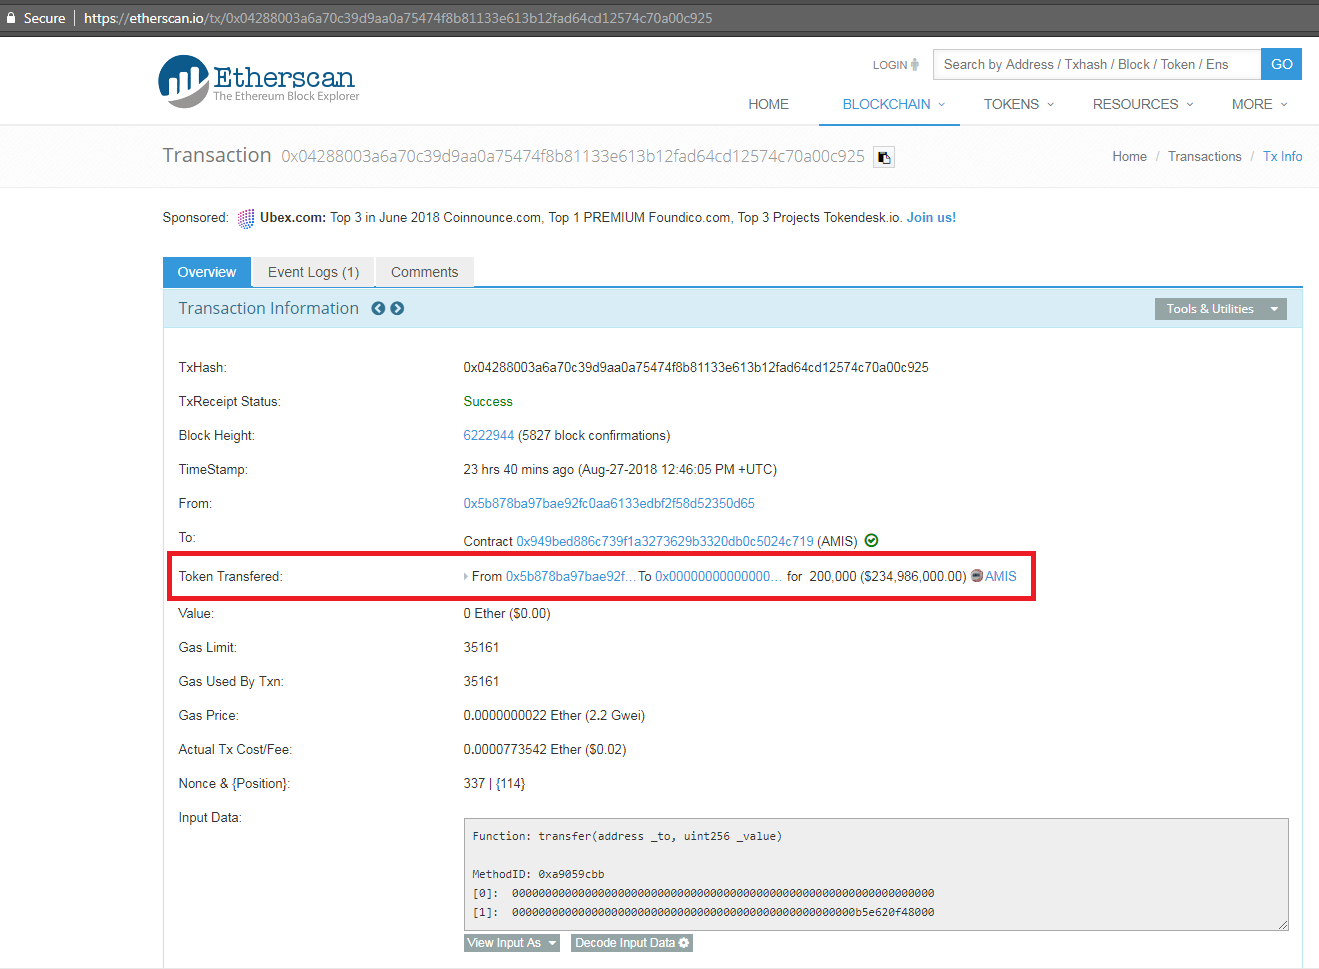 Secure | https://etherscan.io/tx/0x04288003a6a70c39d9aa0a75474f8b81133e613b12fad64cd12574c70a00c925
Etherscan
The Ethereum Block Explorer
LOGIN
Search by Address / Txhash / Block / Token / Ens
GO
HOME
BLOCKCHAIN
TOKENS
RESOURCES
MORE
Transaction 0x04288003a6a70c39d9aa0a75474f8b81133e613b12fad64cd12574c70a00c925
Home / Transactions / Tx Info
Sponsored: Ubex.com: Top 3 in June 2018 Coinnounce.com, Top 1 PREMIUM Foundico.com, Top 3 Projects Tokendesk.io. Join us!
Overview
Event Logs (1)
Comments
Transaction Information
Tools & Utilities
TxHash: 0x04288003a6a70c39d9aa0a75474f8b81133e613b12fad64cd12574c70a00c925
TxReceipt Status: Success
Block Height: 6222944 (5827 block confirmations)
TimeStamp: 23 hrs 40 mins ago (Aug-27-2018 12:46:05 PM +UTC)
From: 0x5b878ba97bae92fc0aa6133edbf2f58d52350d65
To: Contract 0x949bed886c739f1a3273629b3320db0c5024c719 (AMIS)
Token Transfered: From 0x5b878ba97bae92f... To 0x00000000000000... for 200,000 ($234,986,000.00) AMIS
Value: 0 Ether ($0.00)
Gas Limit: 35161
Gas Used By Txn: 35161
Gas Price: 0.0000000022 Ether (2.2 Gwei)
Actual Tx Cost/Fee: 0.0000773542 Ether ($0.02)
Nonce & {Position}: 337 | {114}
Input Data:
Function: transfer(address _to, uint256 _value)
MethodID: 0xa9059cbb
[0]: 0000000000000000000000000000000000000000000000000000000000000000
[1]: 0000000000000000000000000000000000000000000000000000b5e620f48000
View Input As
Decode Input Data